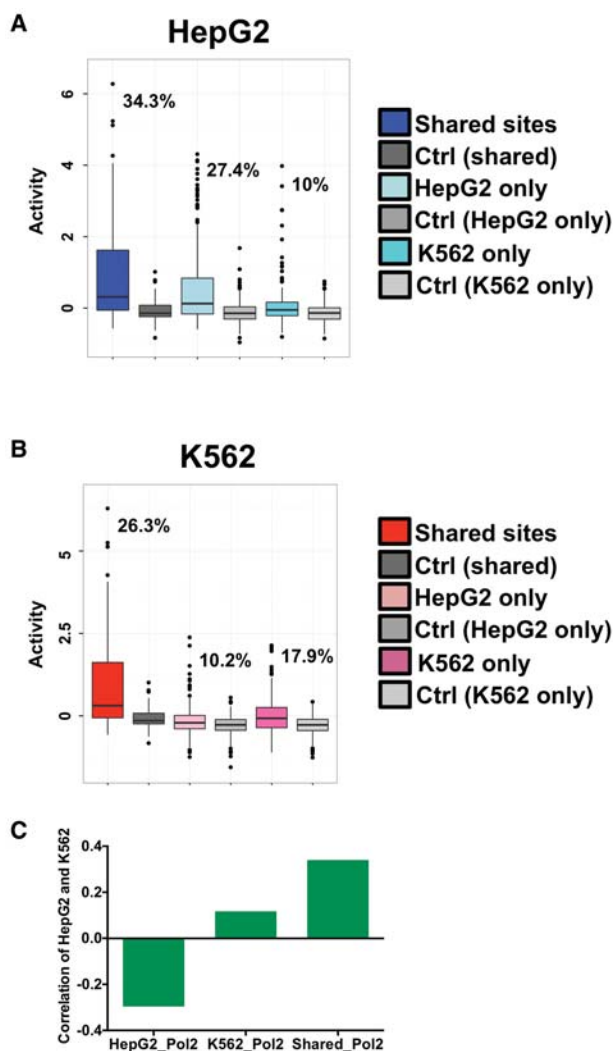 A
HepG2
6
4
2
0
Activity
34.3%
27.4%
10%
Shared sites
Ctrl (shared)
HepG2 only
Ctrl (HepG2 only)
K562 only
Ctrl (K562 only)
B
K562
5
2.5
0
Activity
26.3%
10.2%
17.9%
Shared sites
Ctrl (shared)
HepG2 only
Ctrl (HepG2 only)
K562 only
Ctrl (K562 only)
C
Correlation of HepG2 and K562
0.4
0.2
0.0
-0.2
-0.4
HepG2_Pol2
K562_Pol2
Shared_Pol2